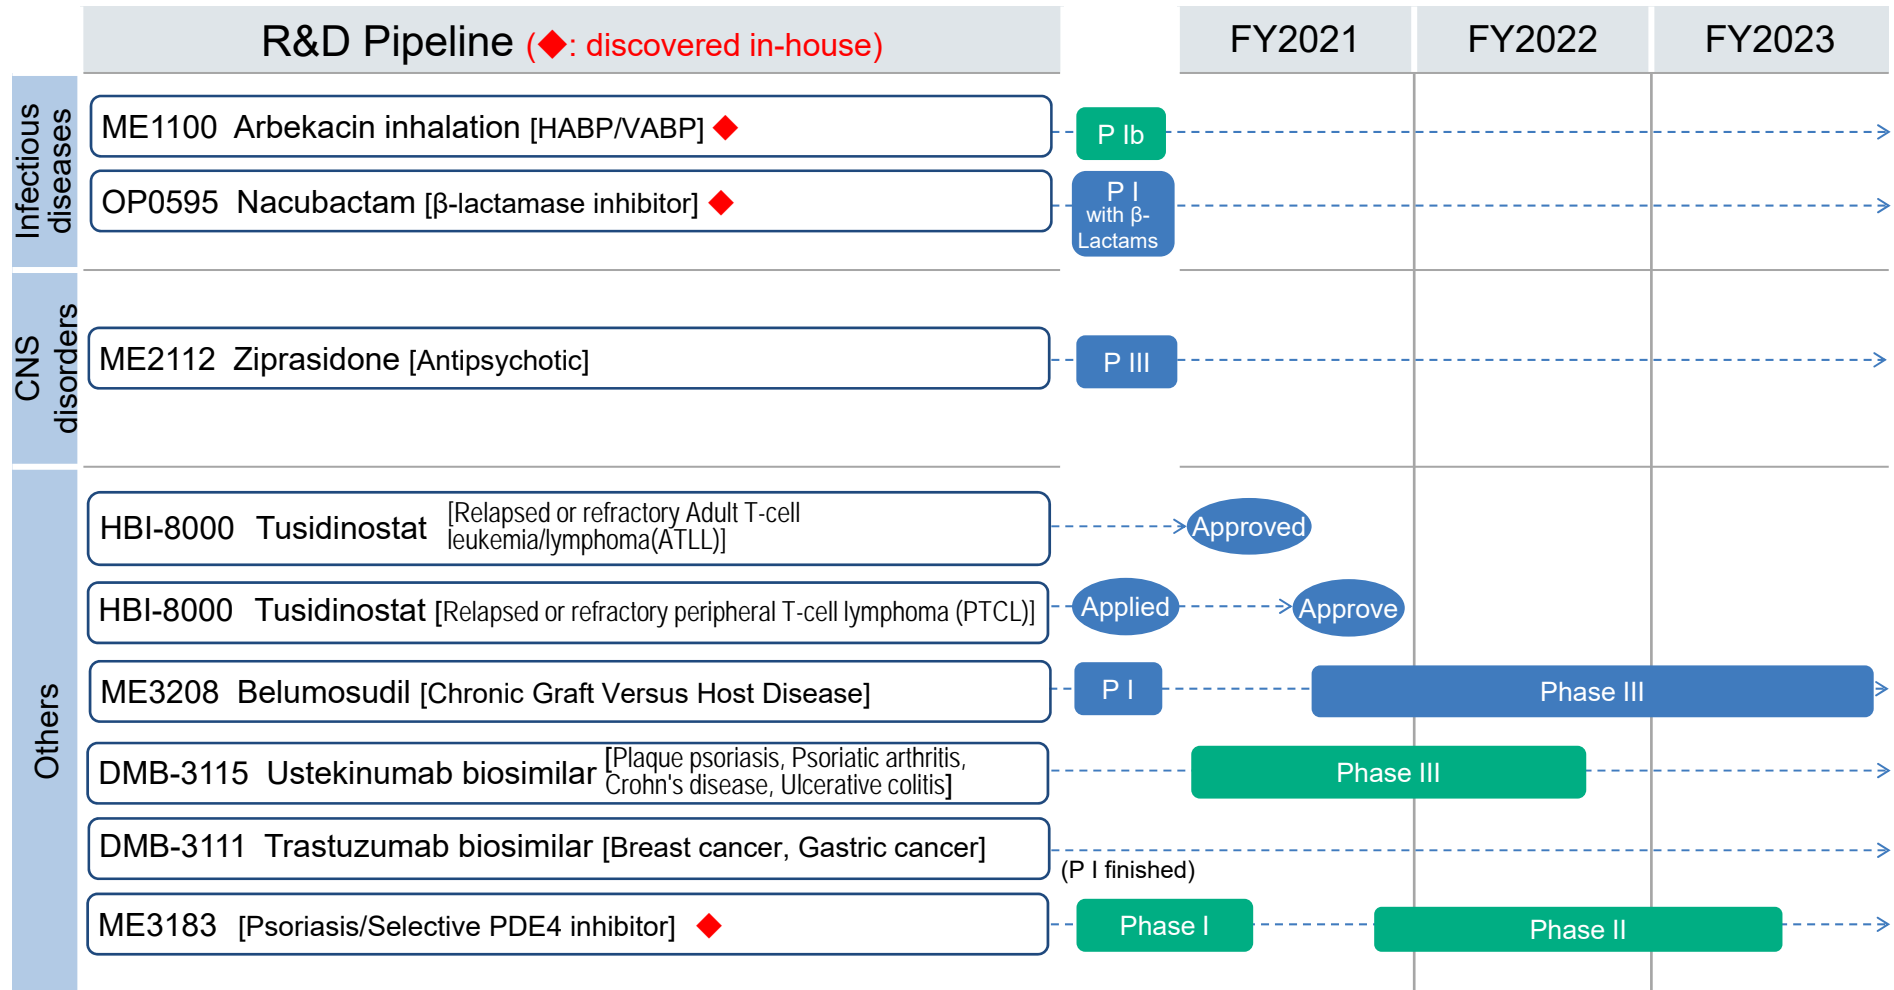 R&D Pipeline (◆: discovered in-house)
FY2021
FY2022
FY2023
Infectious
diseases
ME1100 Arbekacin inhalation [HABP/VABP] ◆
P Ib
OP0595 Nacubactam [β-lactamase inhibitor] ◆
P I
with β-
Lactams
CNS
disorders
ME2112 Ziprasidone [Antipsychotic]
P III
Others
HBI-8000 Tusidinostat [Relapsed or refractory Adult T-cell
leukemia/lymphoma(ATLL)]
Approved
HBI-8000 Tusidinostat [Relapsed or refractory peripheral T-cell lymphoma (PTCL)]
Applied
Approve
ME3208 Belumosudil [Chronic Graft Versus Host Disease]
P I
Phase III
DMB-3115 Ustekinumab biosimilar [Plaque psoriasis, Psoriatic arthritis,
Crohn's disease, Ulcerative colitis]
Phase III
DMB-3111 Trastuzumab biosimilar [Breast cancer, Gastric cancer]
(P I finished)
ME3183 [Psoriasis/Selective PDE4 inhibitor] ◆
Phase I
Phase II